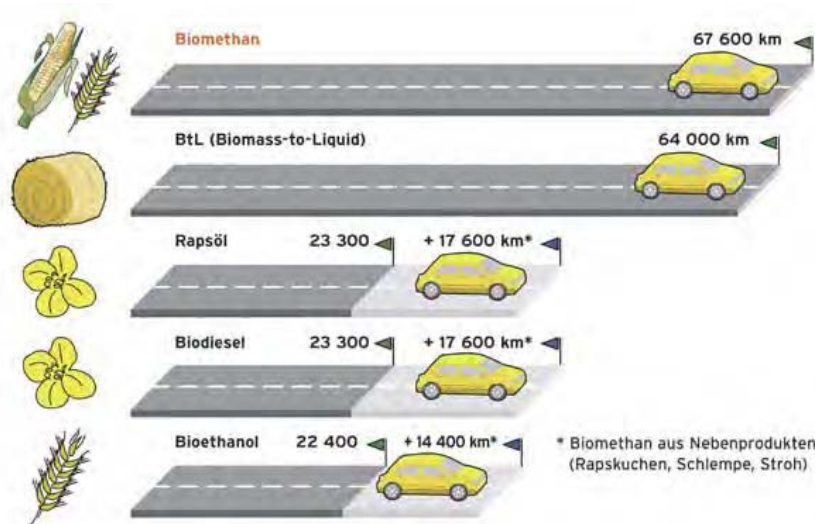 Biomethan 67 600 km
BtL (Biomass-to-Liquid) 64 000 km
Rapsöl 23 300 + 17 600 km*
Biodiesel 23 300 + 17 600 km*
Bioethanol 22 400 + 14 400 km*
* Biomethan aus Nebenprodukten
(Rapskuchen, Schlempe, Stroh)